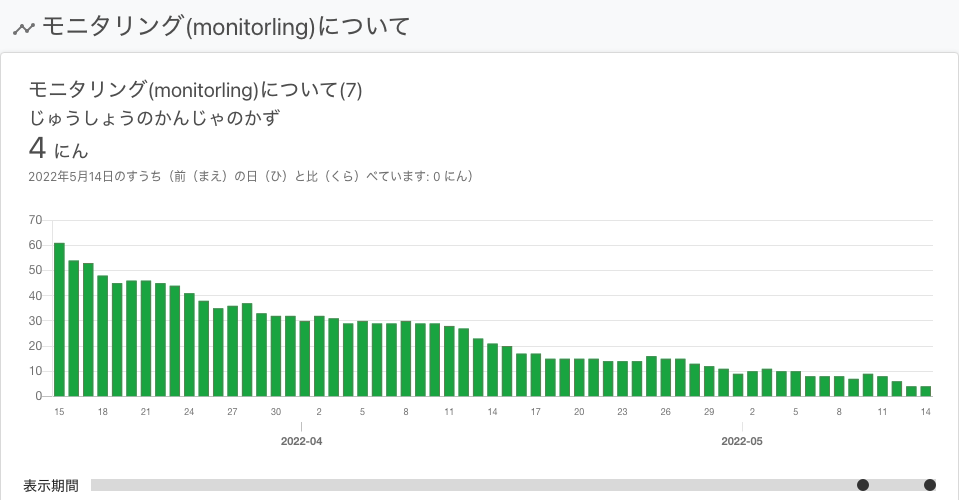 モニタリング(monitorling)について
モニタリング(monitorling)について(7)
じゅうしょうのかんじゃのかず
4 にん
2022年5月14日のすうち（前（まえ）の日（ひ）と比（くら）べています: 0 にん）
70
60
50
40
30
20
10
0
15 18 21 24 27 30 2 5 8 11 14 17 20 23 26 29 2 5 8 11 14
2022-04 2022-05
表示期間